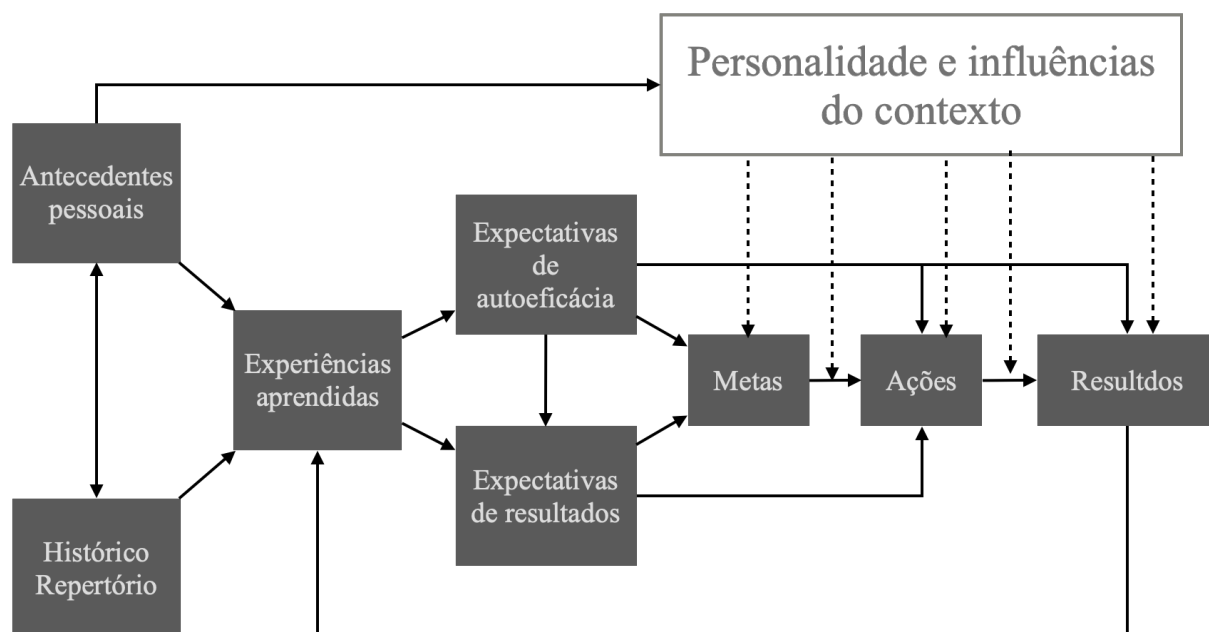 Personalidade e influências
do contexto
Antecedentes
pessoais
Expectativas
de
autoeficácia
Experiências
aprendidas
Metas
Ações
Resultdos
Expectativas
de resultados
Histórico
Repertório